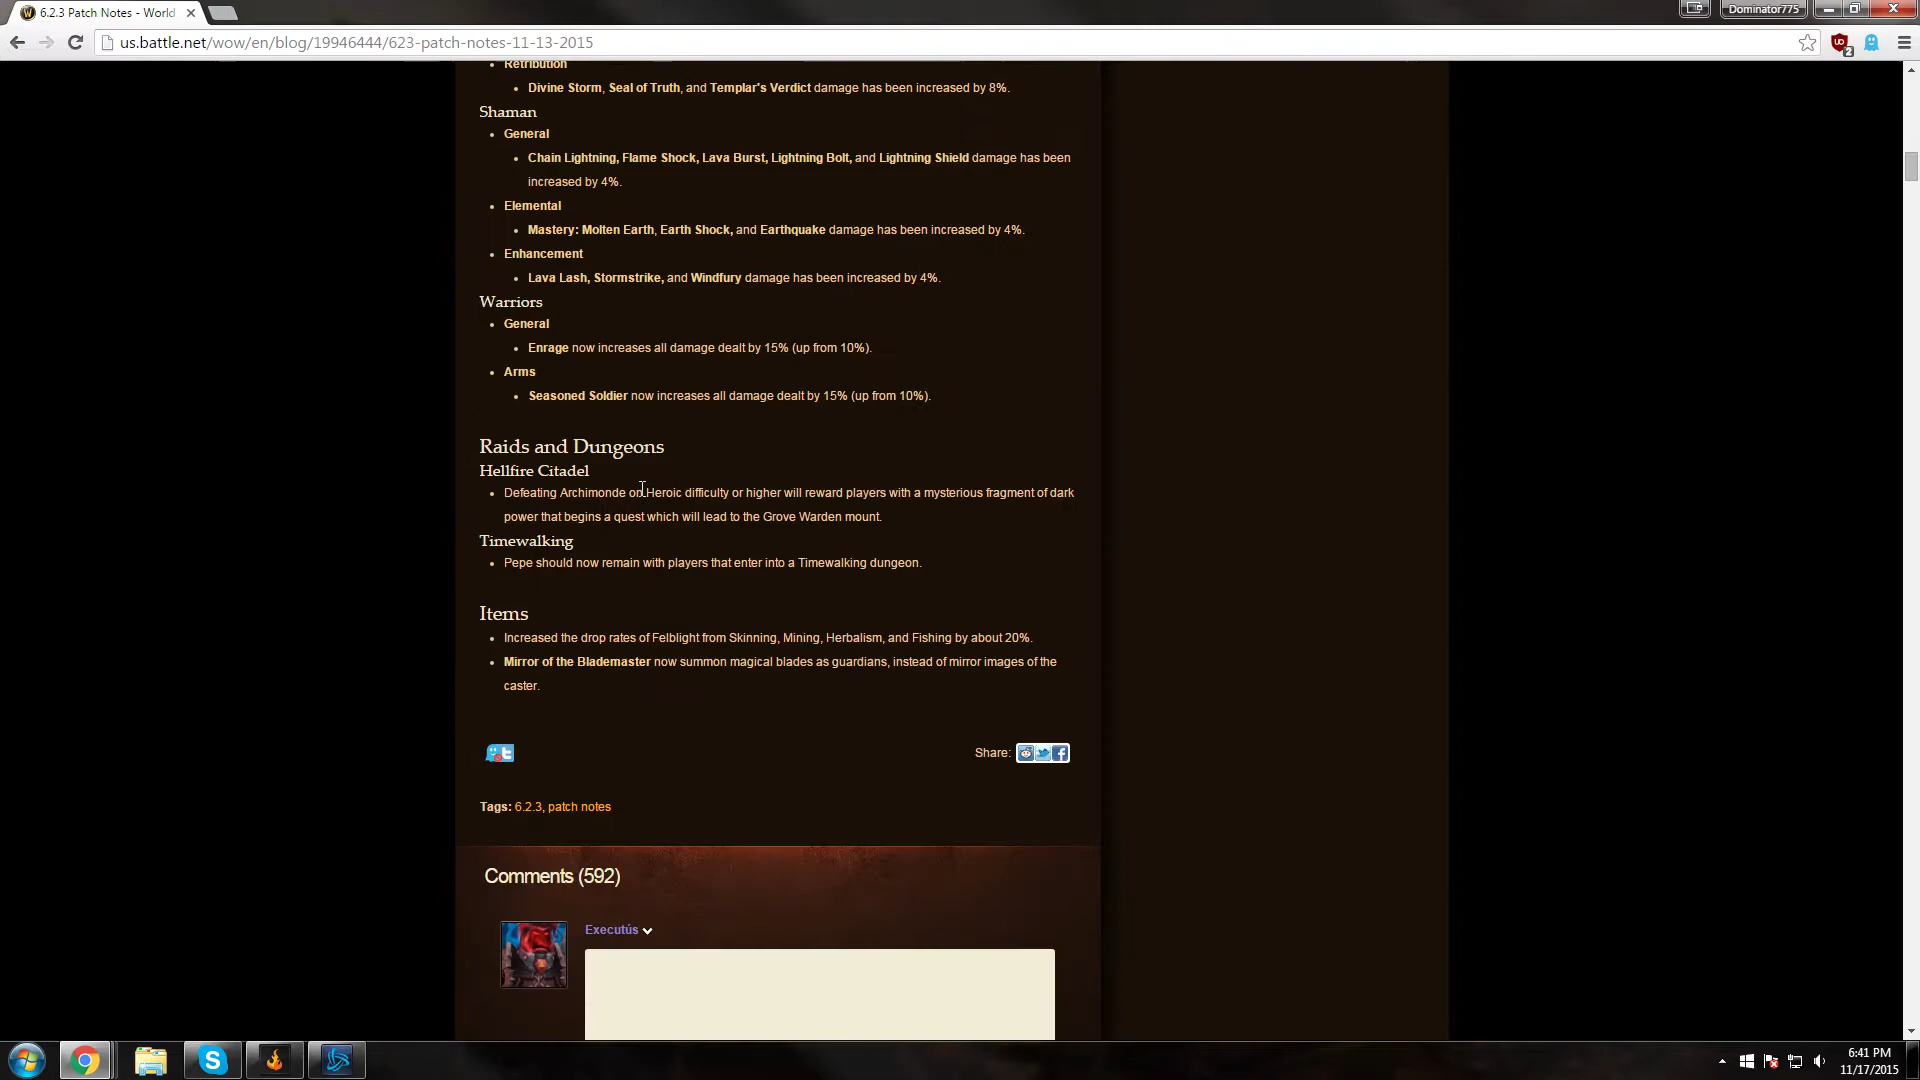 6.2.3 Patch Notes - World
Dominator775
us.battle.net/wow/en/blog/19946444/623-patch-notes-11-13-2015
2
Retribution
Divine Storm, Seal of Truth, and Templar's Verdict damage has been increased by 8%.
Shaman
General
Chain Lightning, Flame Shock, Lava Burst, Lightning Bolt, and Lightning Shield damage has been
increased by 4%.
Elemental
Mastery: Molten Earth, Earth Shock, and Earthquake damage has been increased by 4%.
Enhancement
Lava Lash, Stormstrike, and Windfury damage has been increased by 4%.
Warriors
General
Enrage now increases all damage dealt by 15% (up from 10%).
Arms
Seasoned Soldier now increases all damage dealt by 15% (up from 10%).
Raids and Dungeons
Hellfire Citadel
Defeating Archimonde on Heroic difficulty or higher will reward players with a mysterious fragment of dark
power that begins a quest which will lead to the Grove Warden mount.
Timewalking
Pepe should now remain with players that enter into a Timewalking dungeon.
Items
Increased the drop rates of Felblight from Skinning, Mining, Herbalism, and Fishing by about 20%.
Mirror of the Blademaster now summon magical blades as guardians, instead of mirror images of the
caster.
Share:
Tags: 6.2.3, patch notes
Comments (592)
Executús
6:41 PM
11/17/2015